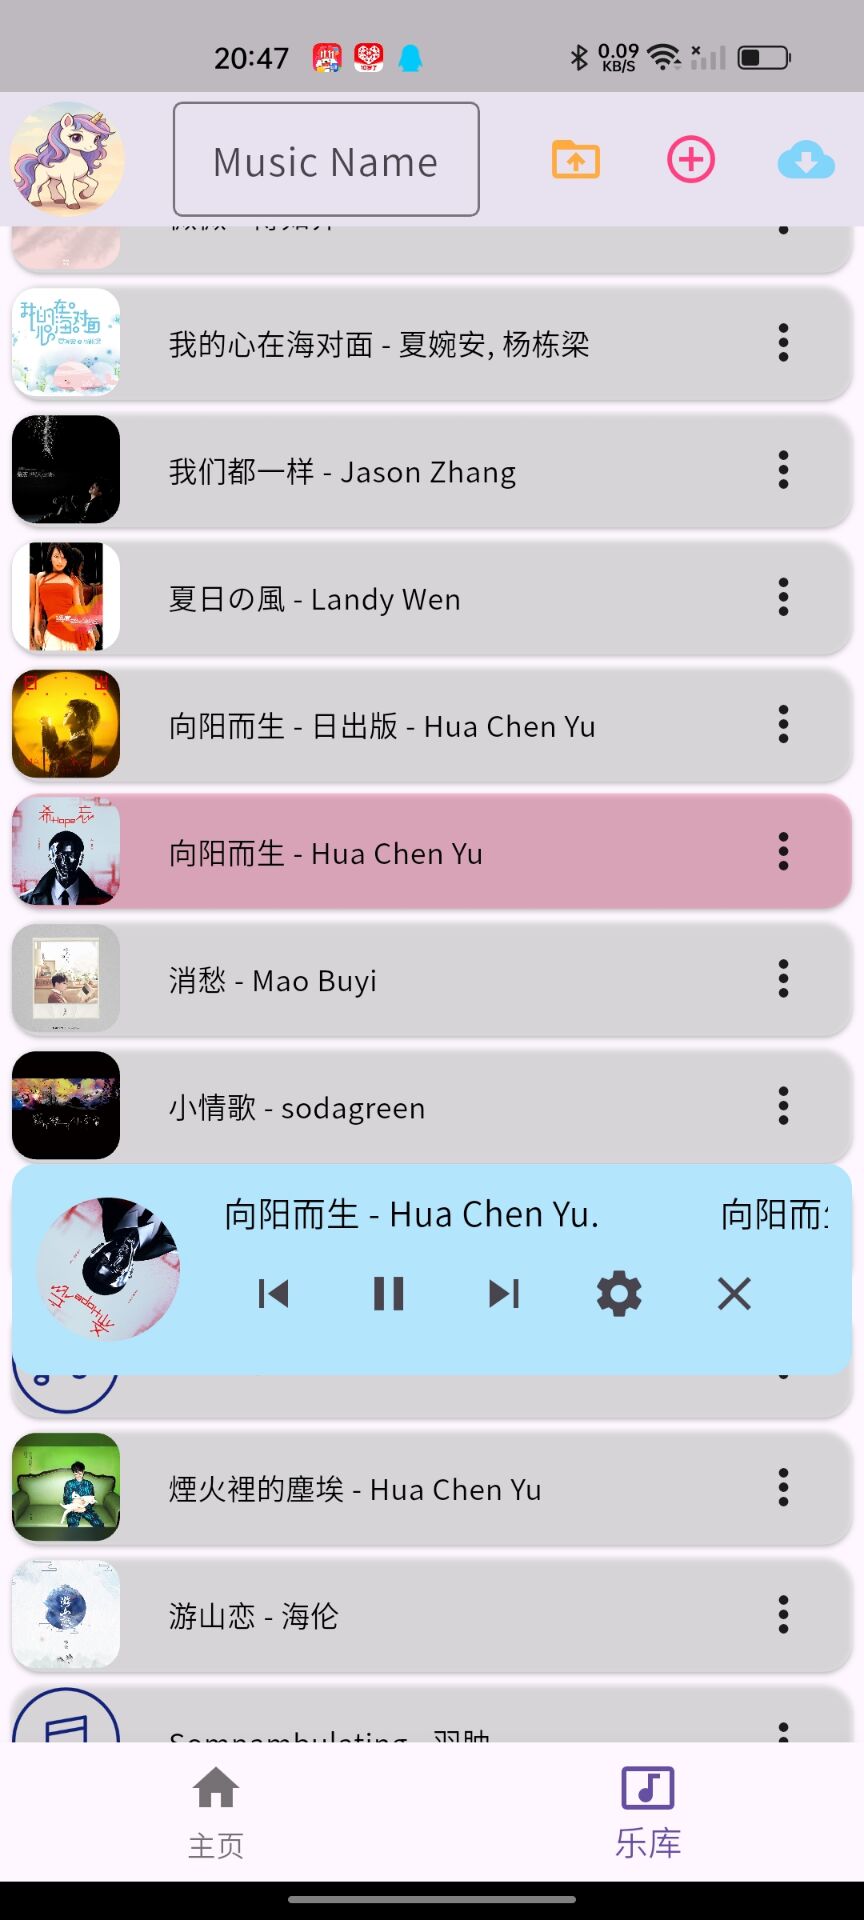 20:47
0.09
KB/S
Music Name
我的心在海对面 - 夏婉安, 杨栋梁
我们都一样 - Jason Zhang
夏日の風 - Landy Wen
向阳而生 - 日出版 - Hua Chen Yu
向阳而生 - Hua Chen Yu
消愁 - Mao Buyi
小情歌 - sodagreen
向阳而生 - Hua Chen Yu.
向阳而
煙火裡的塵埃 - Hua Chen Yu
游山恋 - 海伦
Somnambulating - 羽肿
主页
乐库